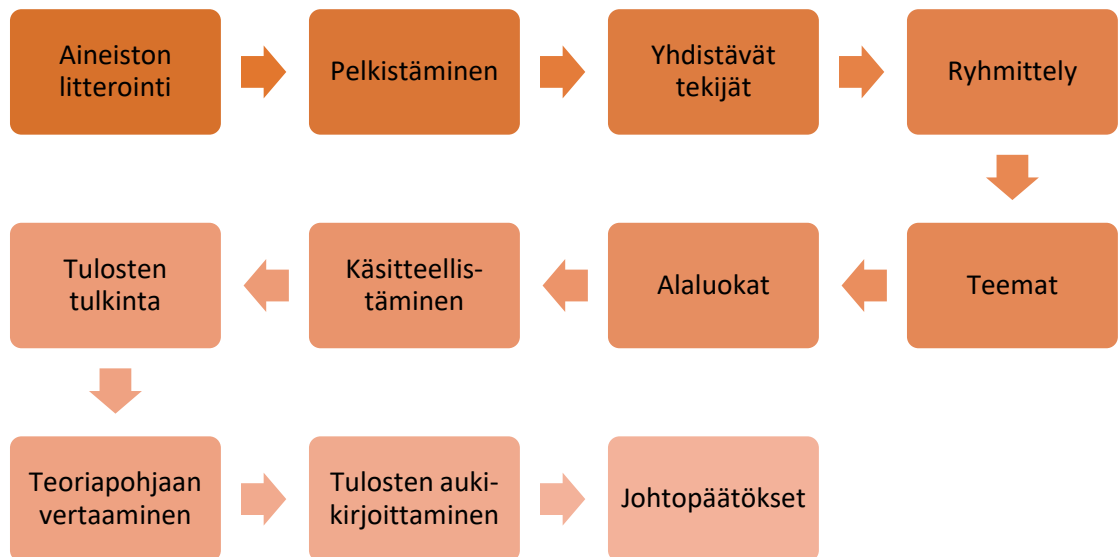 Aineiston
litterointi
Pelkistäminen
Yhdistävät
tekijät
Ryhmittely
Teemat
Alaluokat
Käsitteellis-
täminen
Tulosten
tulkinta
Teoriapohjaan
vertaaminen
Tulosten auki-
kirjoittaminen
Johtopäätökset